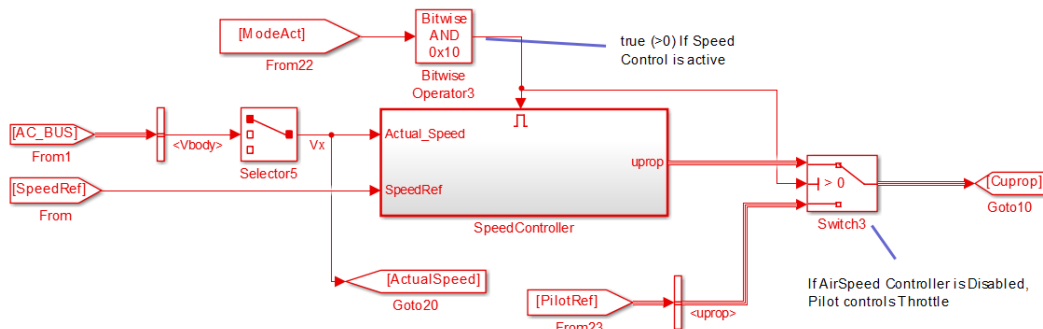 [ModeAct]
From22
Bitwise
AND
0x10
Bitwise
Operator3
true (>0) If Speed
Control is active
[AC_BUS]
From1
<Vbody>
Selector5
Vx
[SpeedRef]
From
Actual_Speed
SpeedRef
uprop
SpeedController
> 0
Switch3
[Cuprop]
Goto10
[ActualSpeed]
Goto20
[PilotRef]
From23
<uprop>
If AirSpeed Controller is Disabled,
Pilot controls Throttle